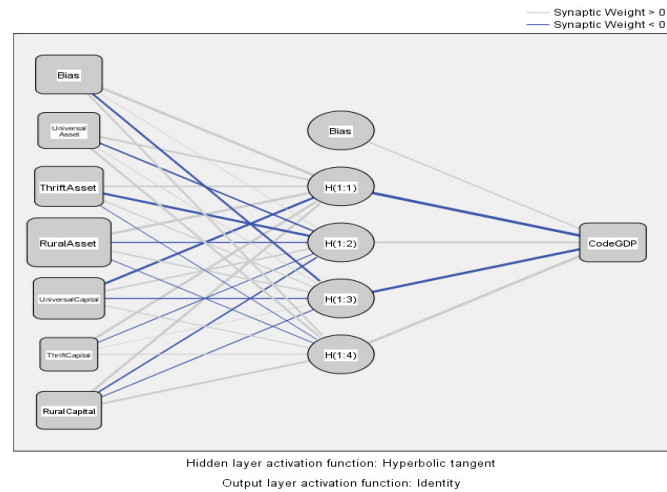 Synaptic Weight > 0
Synaptic Weight < 0
Bias
Universal
Asset
ThriftAsset
RuralAsset
UniversalCapital
ThriftCapital
RuralCapital
Bias
H(1:1)
H(1:2)
H(1:3)
H(1:4)
CodeGDP
Hidden layer activation function: Hyperbolic tangent
Output layer activation function: Identity